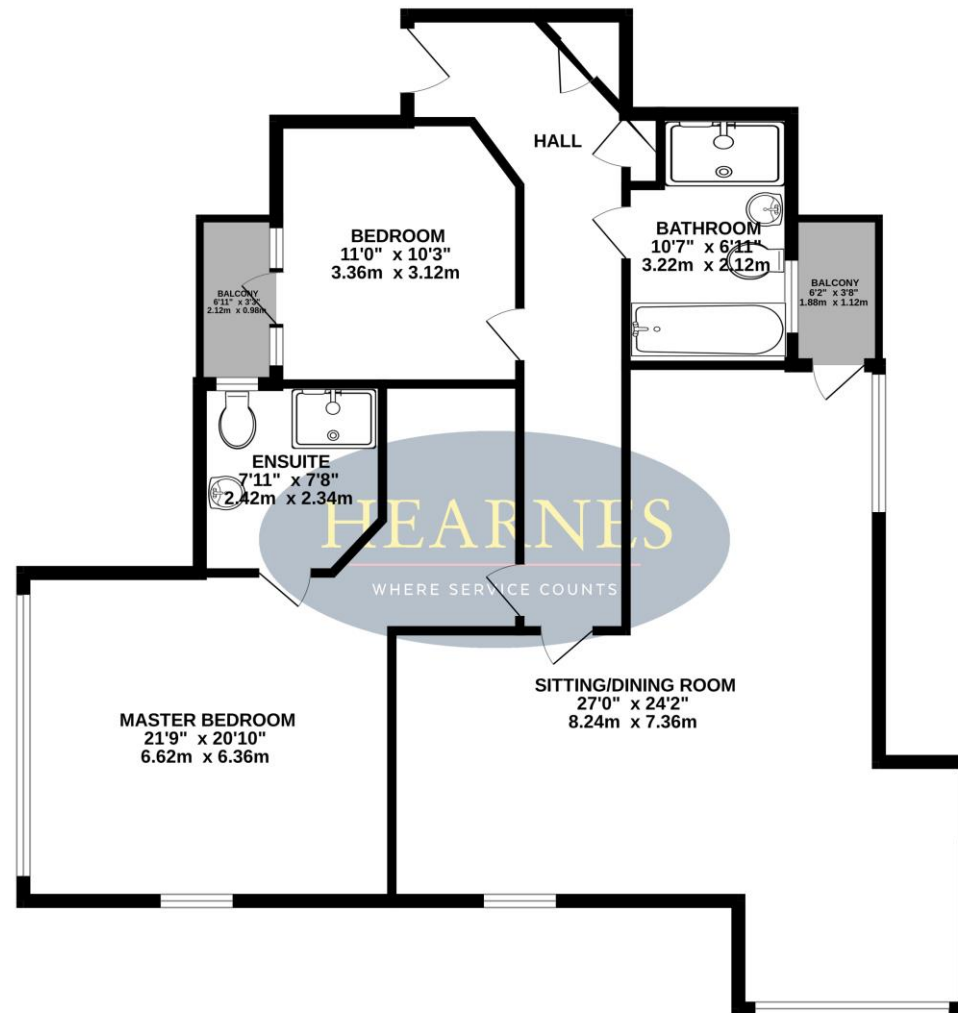 HALL
BEDROOM
11'0" x 10'3"
3.36m x 3.12m
BATHROOM
10'7" x 6'11"
3.22m x 2.12m
BALCONY
6'11" x 3'3"
2.12m x 0.98m
BALCONY
6'2" x 3'8"
1.88m x 1.12m
ENSUITE
7'11" x 7'8"
2.42m x 2.34m
HEARNES
WHERE SERVICE COUNTS
SITTING/DINING ROOM
27'0" x 24'2"
8.24m x 7.36m
MASTER BEDROOM
21'9" x 20'10"
6.62m x 6.36m